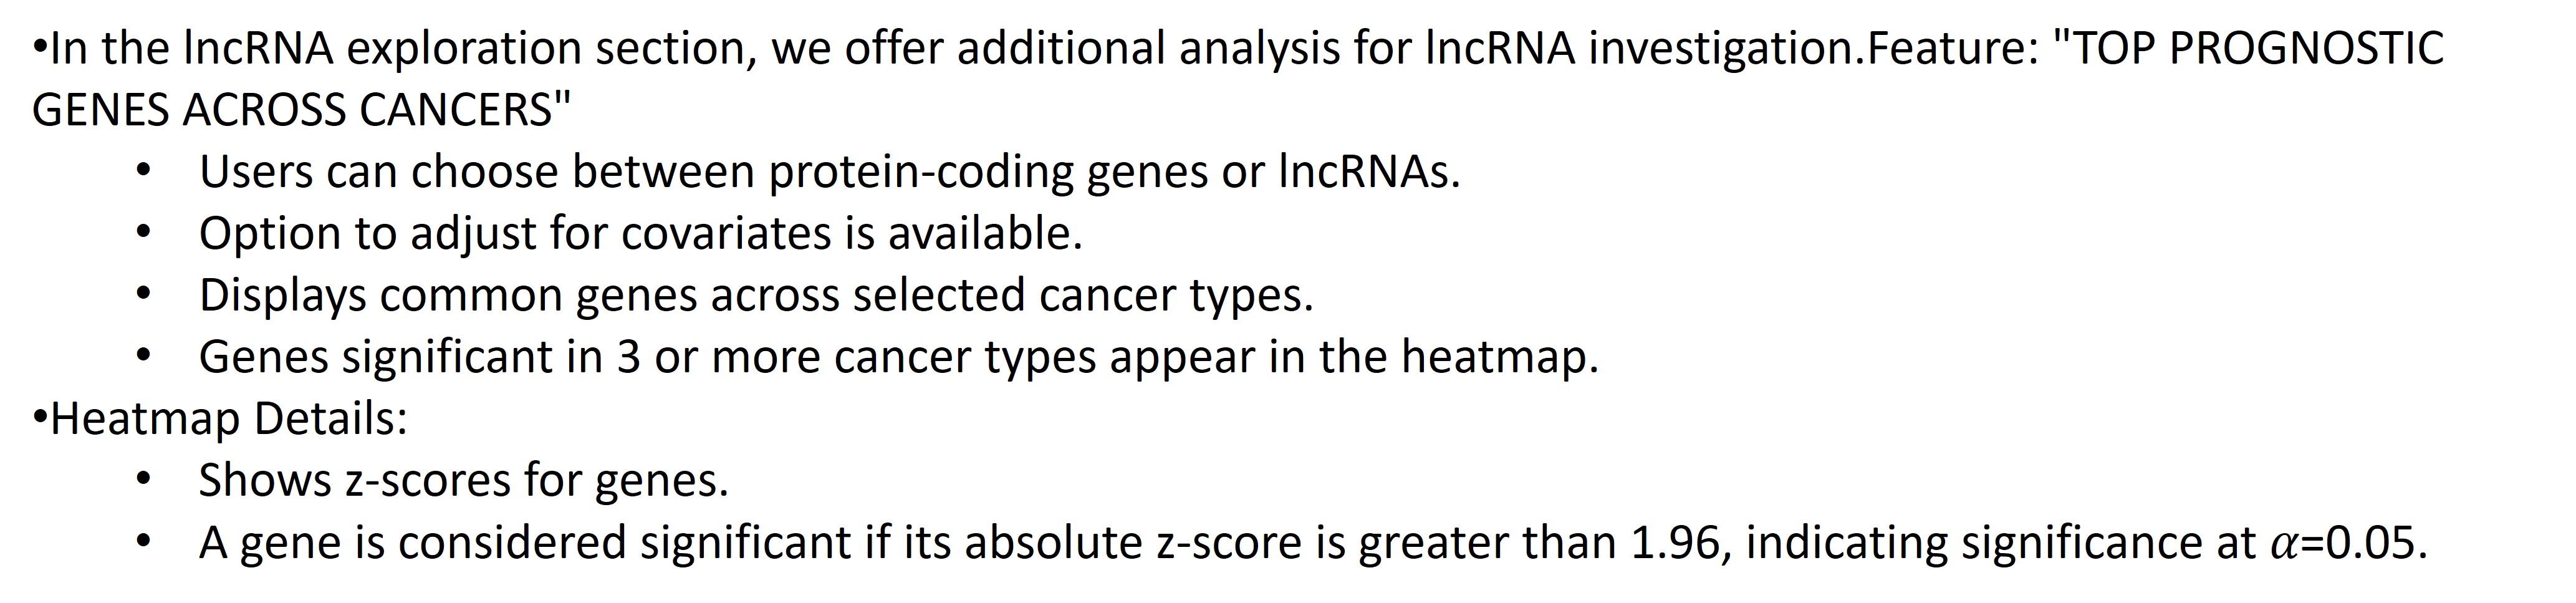 •In the lncRNA exploration section, we offer additional analysis for lncRNA investigation.Feature: "TOP PROGNOSTIC
GENES ACROSS CANCERS"
• Users can choose between protein-coding genes or lncRNAs.
• Option to adjust for covariates is available.
• Displays common genes across selected cancer types.
• Genes significant in 3 or more cancer types appear in the heatmap.
•Heatmap Details:
• Shows z-scores for genes.
• A gene is considered significant if its absolute z-score is greater than 1.96, indicating significance at α=0.05.